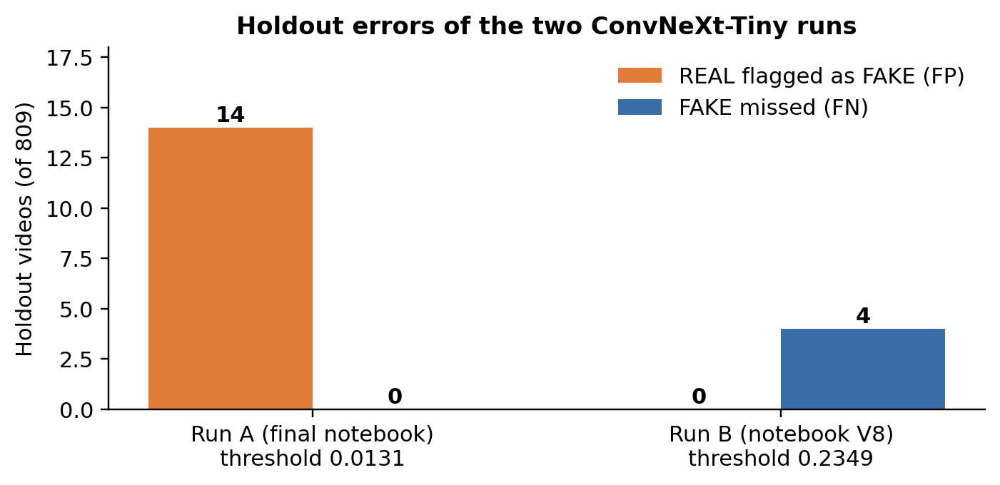 Holdout errors of the two ConvNeXt-Tiny runs
REAL flagged as FAKE (FP)
FAKE missed (FN)
Holdout videos (of 809)
17.5
15.0
12.5
10.0
7.5
5.0
2.5
0.0
14
0
0
4
Run A (final notebook)
threshold 0.0131
Run B (notebook V8)
threshold 0.2349